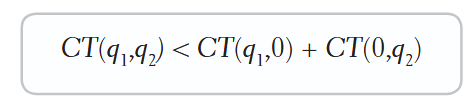 CT(q₁,q₂) < CT(q₁,0) + CT(0,q₂)